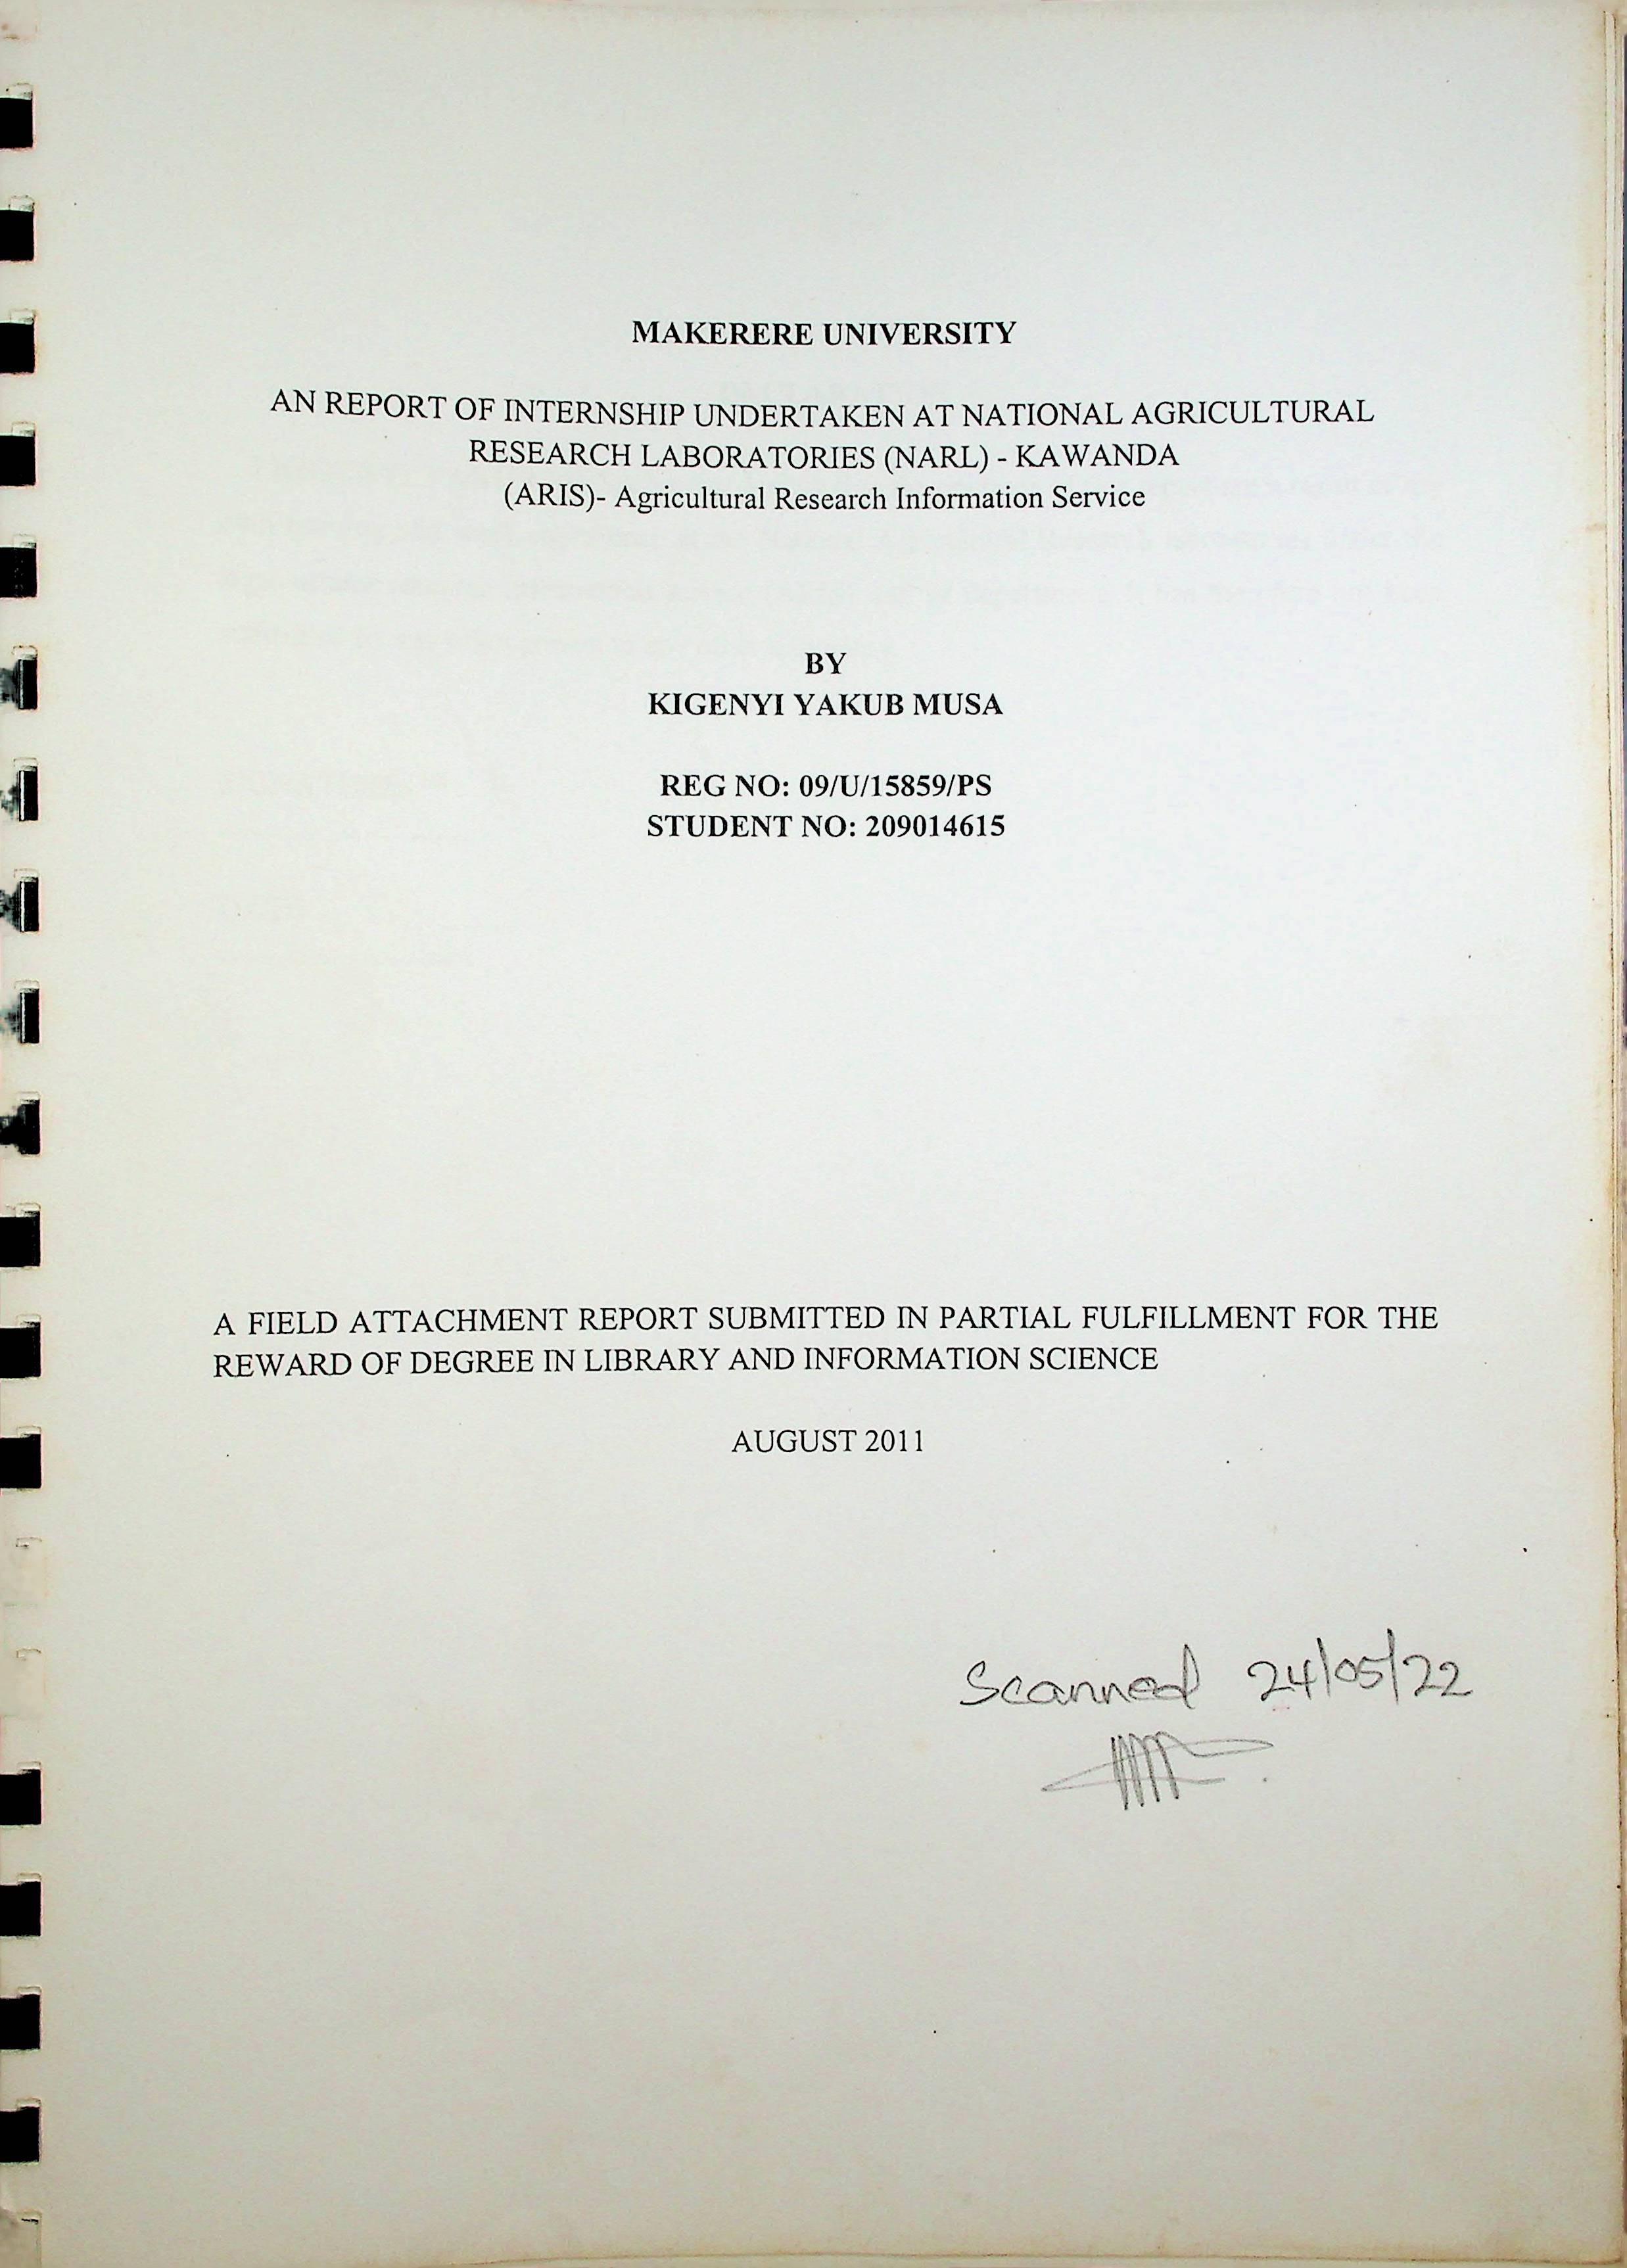 MAKERERE UNIVERSITY
AN REPORT OF INTERNSHIP UNDERTAKEN AT NATIONAL AGRICULTURAL
RESEARCH LABORATORIES (NARL) - KAWANDA
(ARIS)- Agricultural Research Information Service
BY
KIGENYI YAKUB MUSA
REG NO: 09/U/15859/PS
STUDENT NO: 209014615
A FIELD ATTACHMENT REPORT SUBMITTED IN PARTIAL FULFILLMENT FOR THE
REWARD OF DEGREE IN LIBRARY AND INFORMATION SCIENCE
AUGUST 2011
Scanned 24/05/22